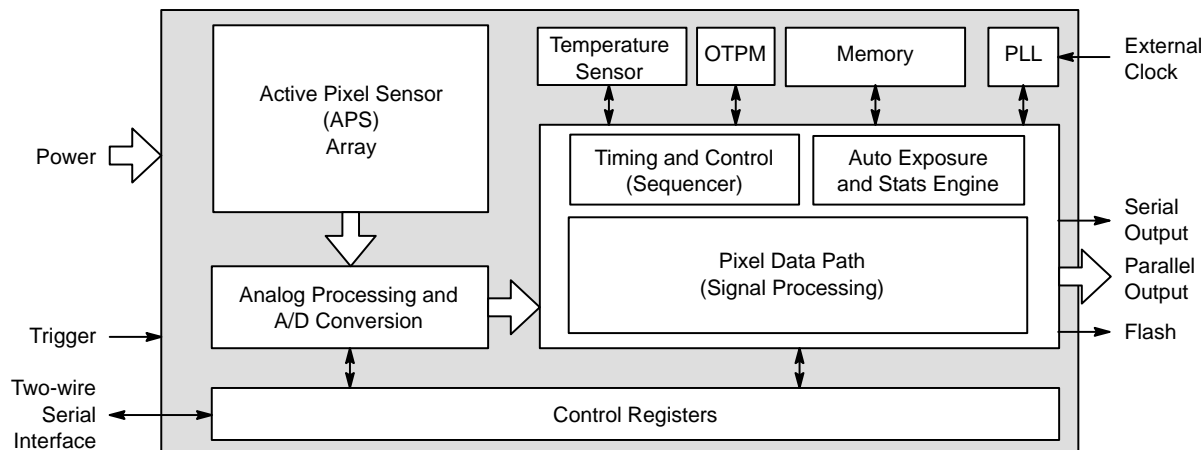 Temperature
Sensor
OTPM
Memory
PLL
External
Clock
Active Pixel Sensor
(APS)
Array
Power
Timing and Control
(Sequencer)
Auto Exposure
and Stats Engine
Serial
Output
Pixel Data Path
(Signal Processing)
Parallel
Output
Analog Processing and
A/D Conversion
Trigger
Flash
Two-wire
Serial
Interface
Control Registers